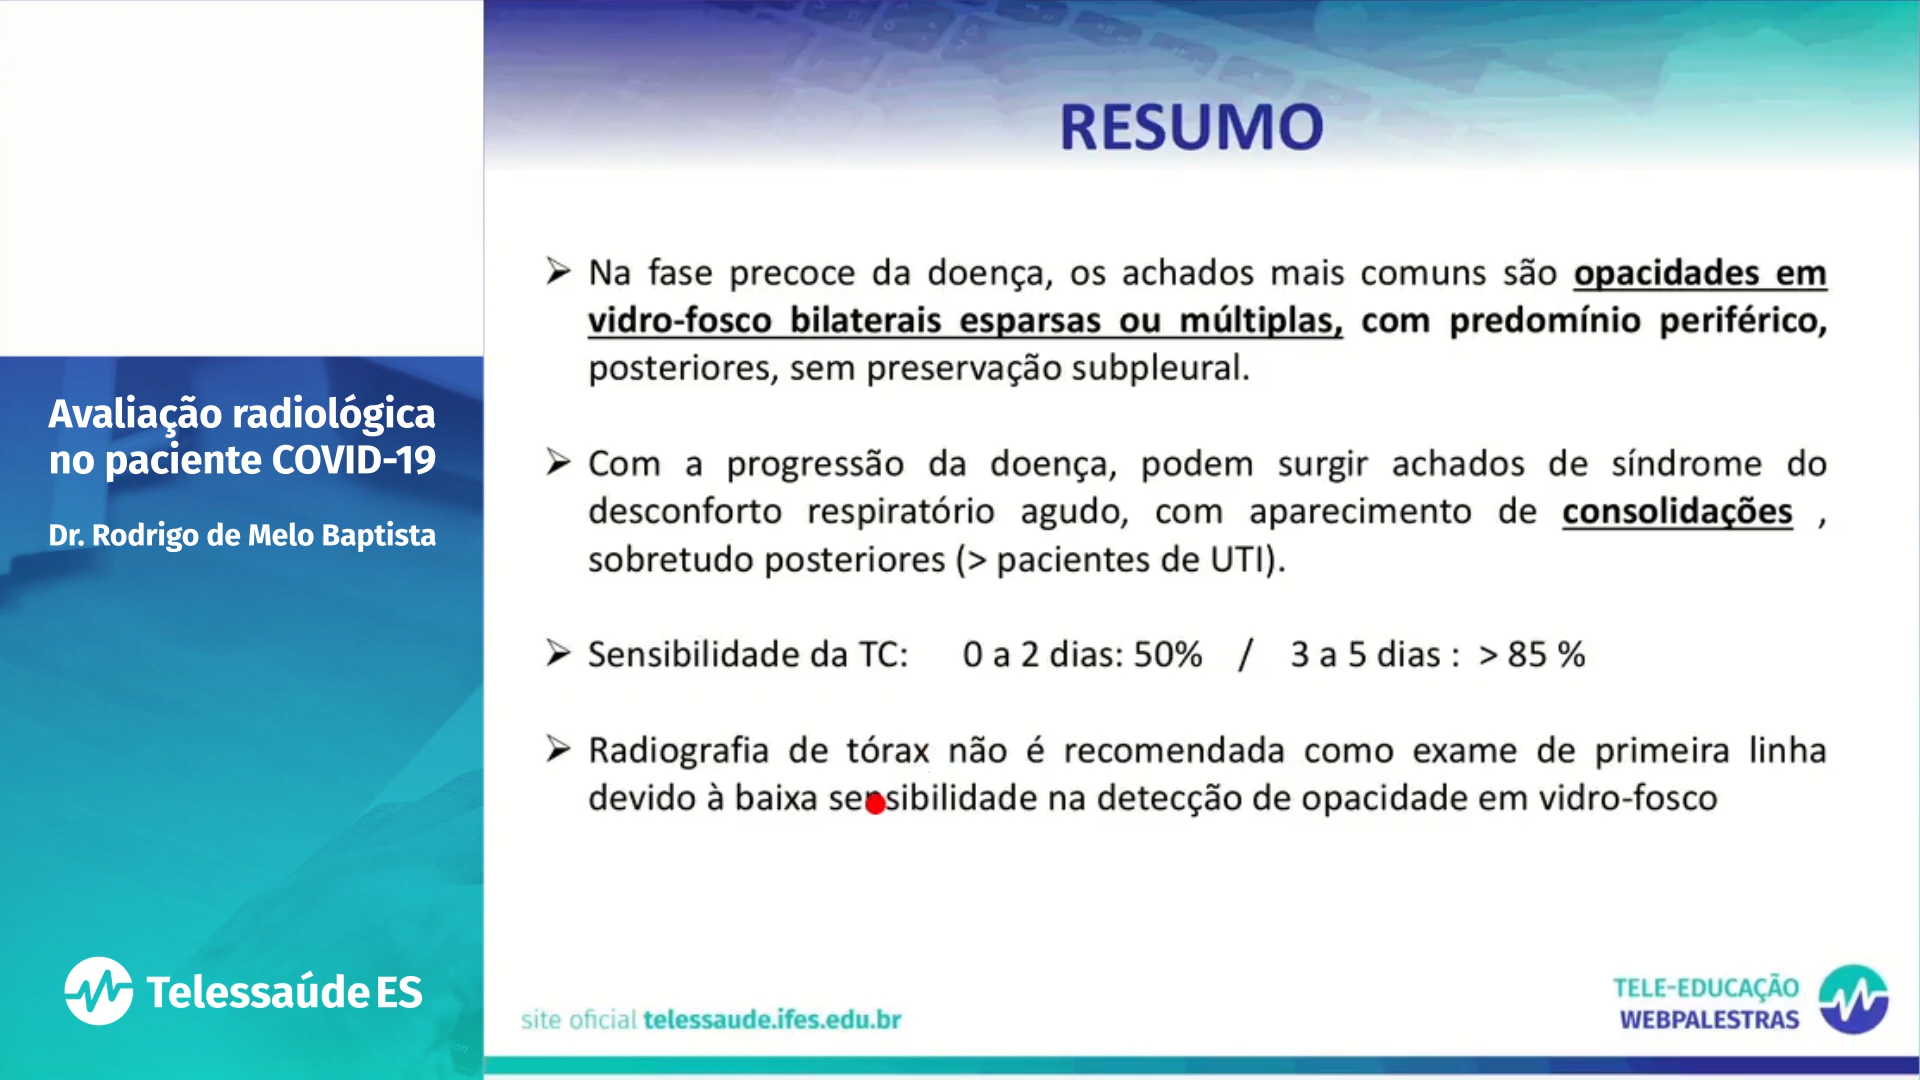 Avaliação radiológica
no paciente COVID-19
Dr. Rodrigo de Melo Baptista
Telessaúde ES
RESUMO
➢ Na fase precoce da doença, os achados mais comuns são opacidades em
vidro-fosco bilaterais esparsas ou múltiplas, com predomínio periférico,
posteriores, sem preservação subpleural.
➢ Com a progressão da doença, podem surgir achados de síndrome do
desconforto respiratório agudo, com aparecimento de consolidações ,
sobretudo posteriores (> pacientes de UTI).
➢ Sensibilidade da TC: 0 a 2 dias: 50% / 3 a 5 dias : > 85 %
➢ Radiografia de tórax não é recomendada como exame de primeira linha
devido à baixa sensibilidade na detecção de opacidade em vidro-fosco
site oficial telessaude.ifes.edu.br
TELE-EDUCAÇÃO
WEBPALESTRAS